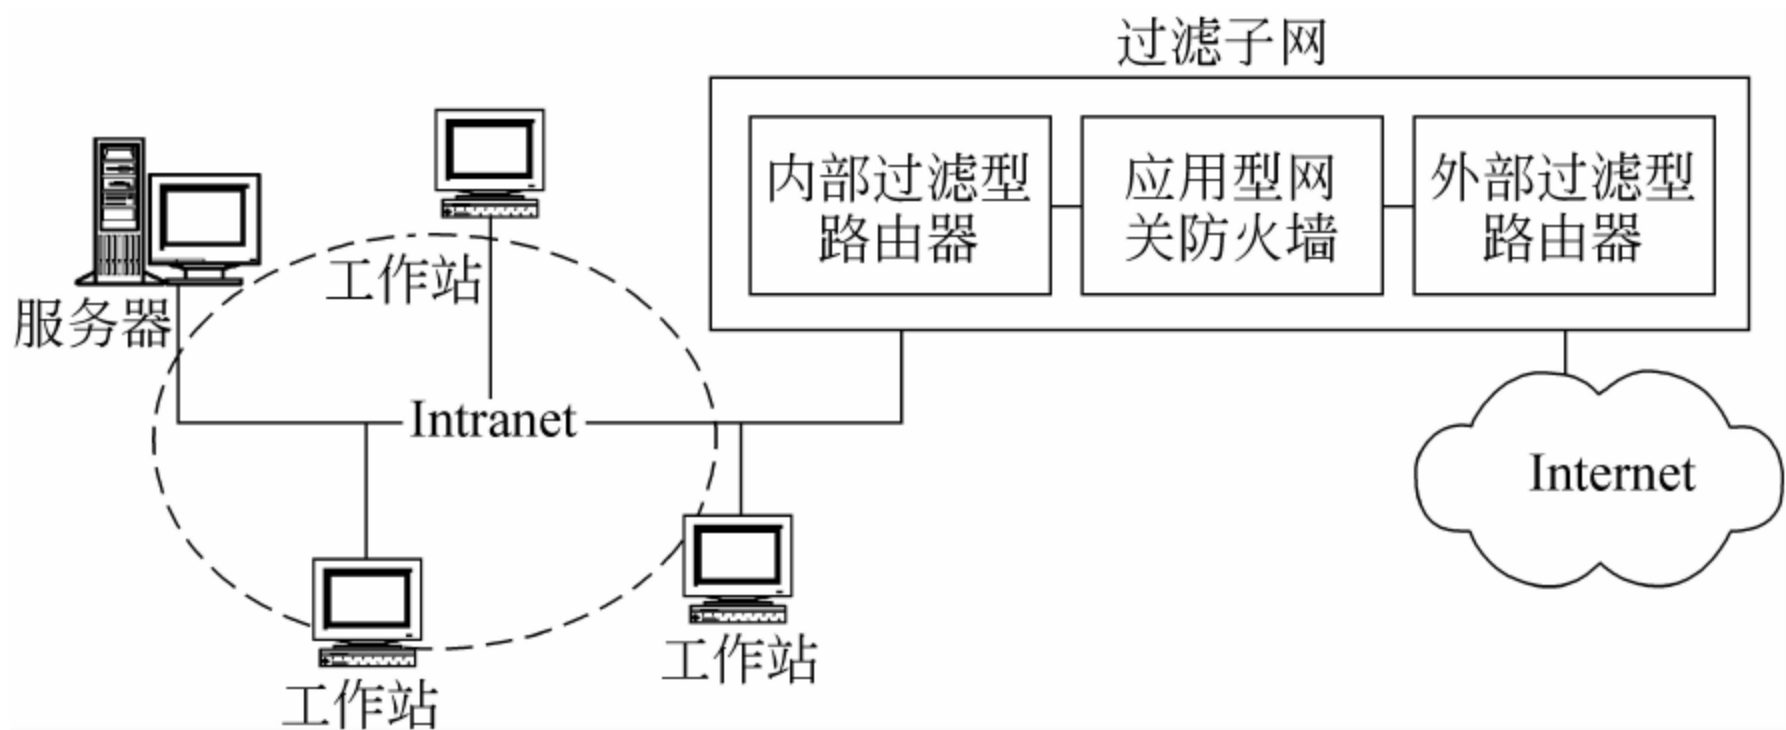 过滤子网
内部过滤型
路由器
应用型网
关防火墙
外部过滤型
路由器
工作站
服务器
Intranet
Internet
工作站
工作站